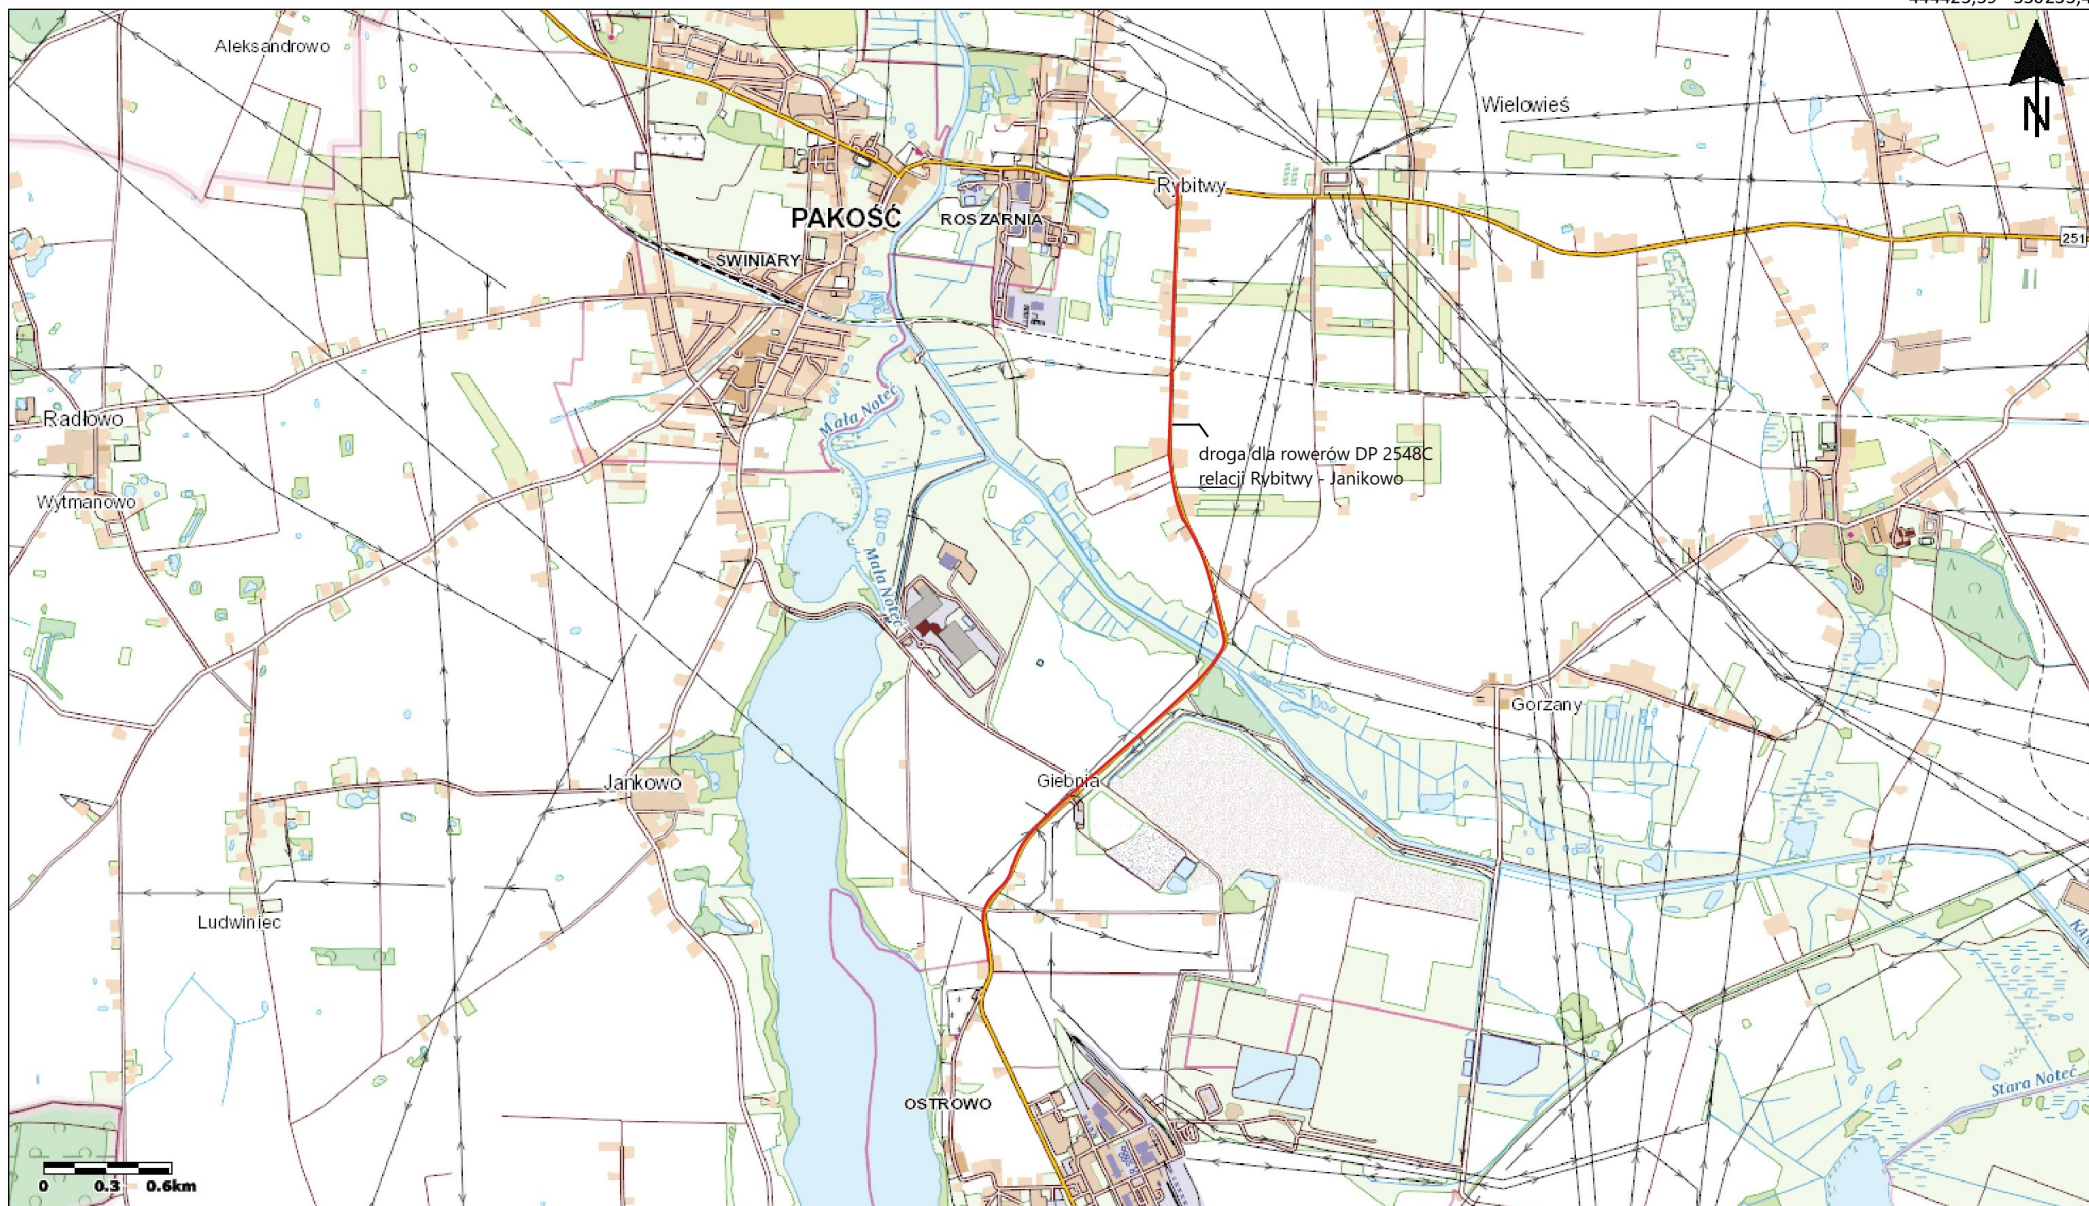 Aleksandrowo
Wielowieś
N
Rybitwy
PAKOŚĆ
ROSZARNIA
251
ŚWINIARY
Mała Noteć
Radłowo
droga dla rowerów DP 2548C
relacji Rybitwy - Janikowo
Wytmanowo
Mała Noteć
Gorzany
Giebnia
Jankowo
Ludwiniec
Stara Noteć
OSTROWO
0 0.3 0.6km